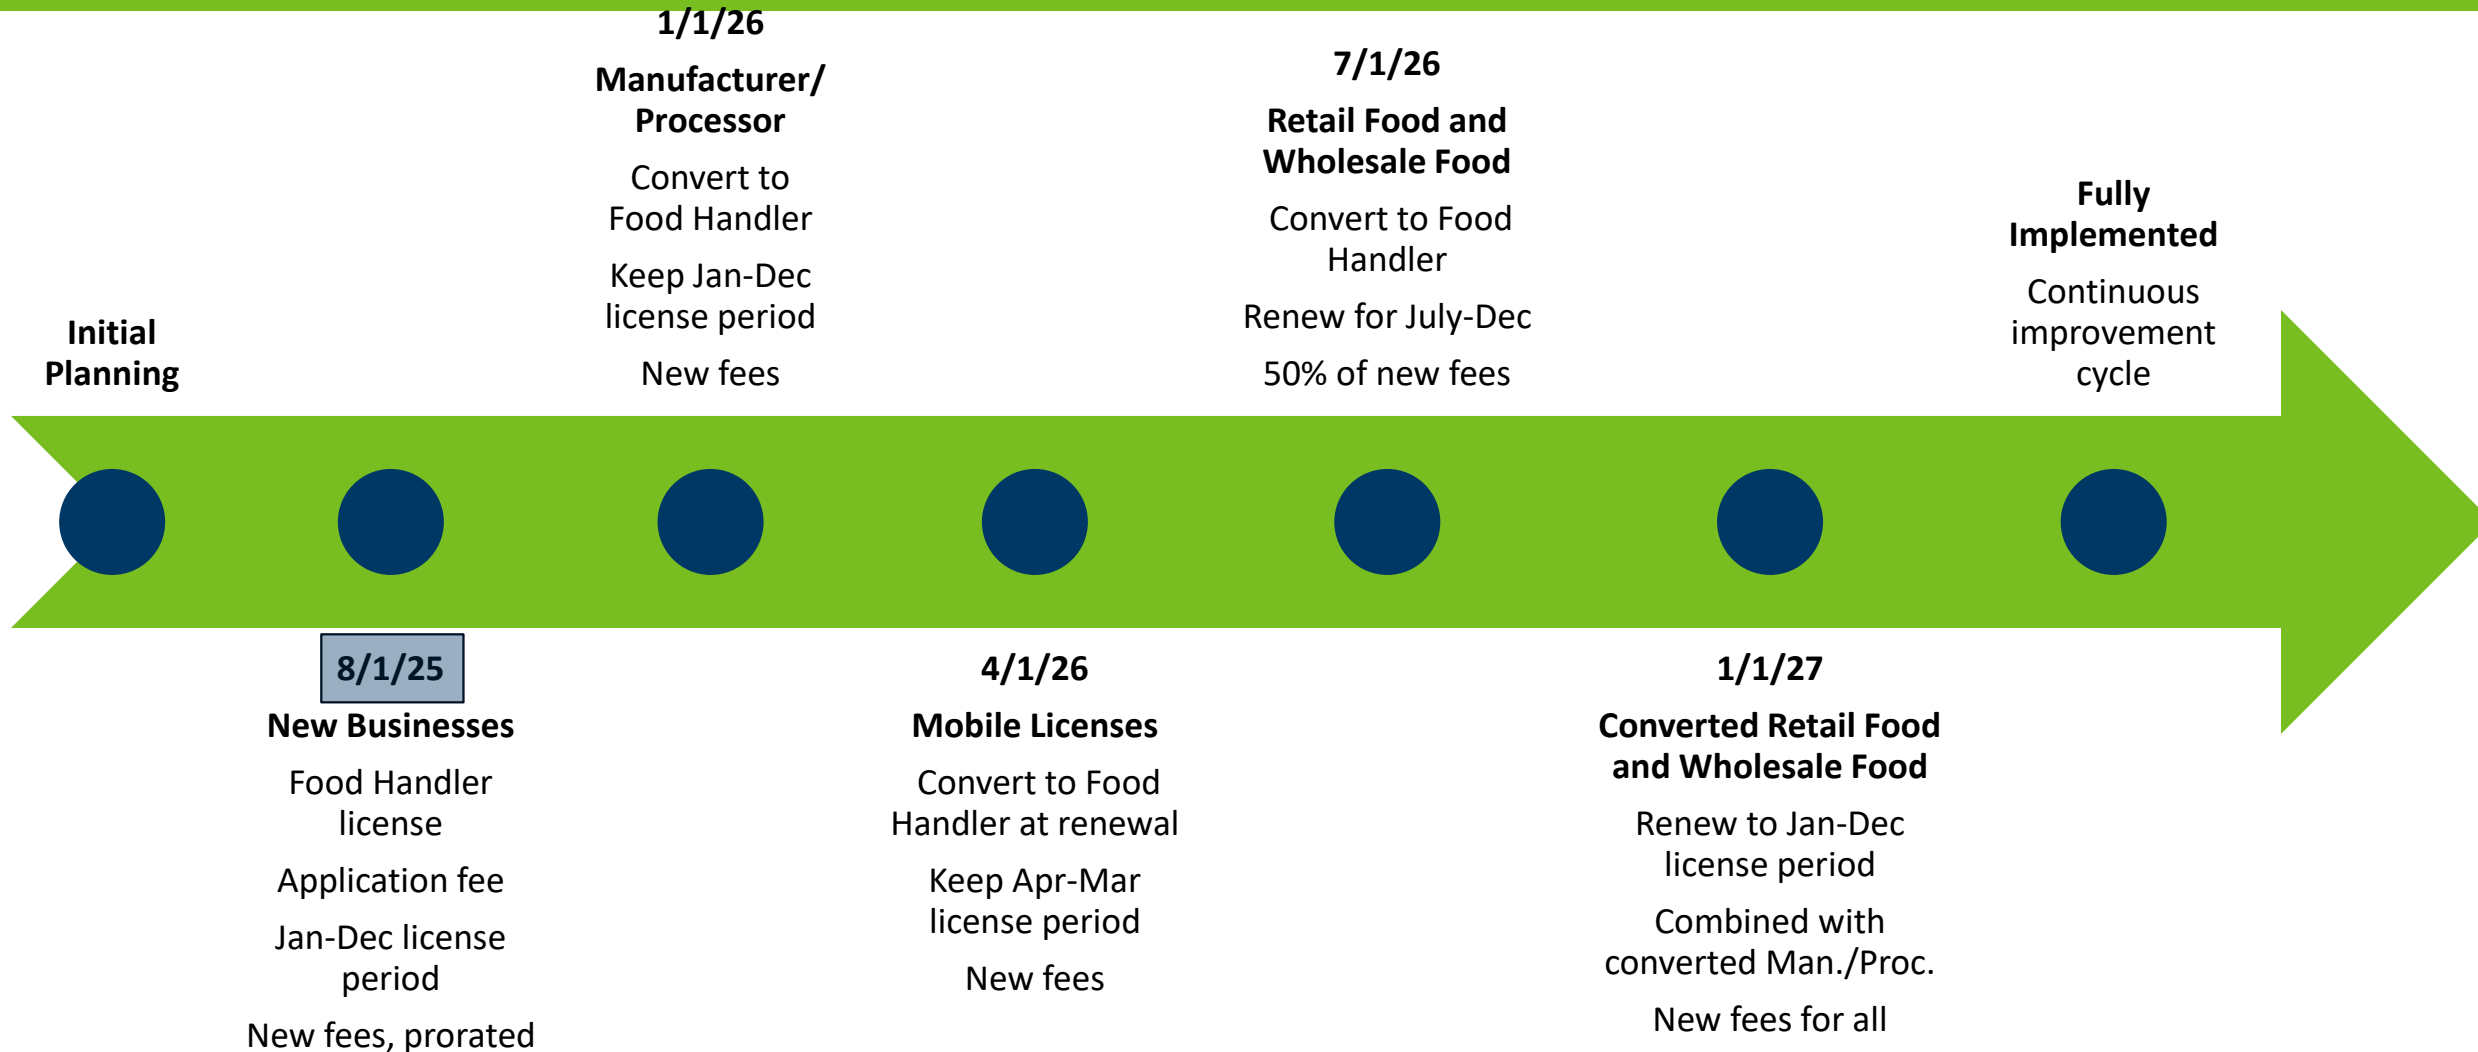 Initial
Planning
8/1/25
New Businesses
Food Handler
license
Application fee
Jan-Dec license
period
New fees, prorated
1/1/26
Manufacturer/
Processor
Convert to
Food Handler
Keep Jan-Dec
license period
New fees
4/1/26
Mobile Licenses
Convert to Food
Handler at renewal
Keep Apr-Mar
license period
New fees
7/1/26
Retail Food and
Wholesale Food
Convert to Food
Handler
Renew for July-Dec
50% of new fees
1/1/27
Converted Retail Food
and Wholesale Food
Renew to Jan-Dec
license period
Combined with
converted Man./Proc.
New fees for all
Fully
Implemented
Continuous
improvement
cycle